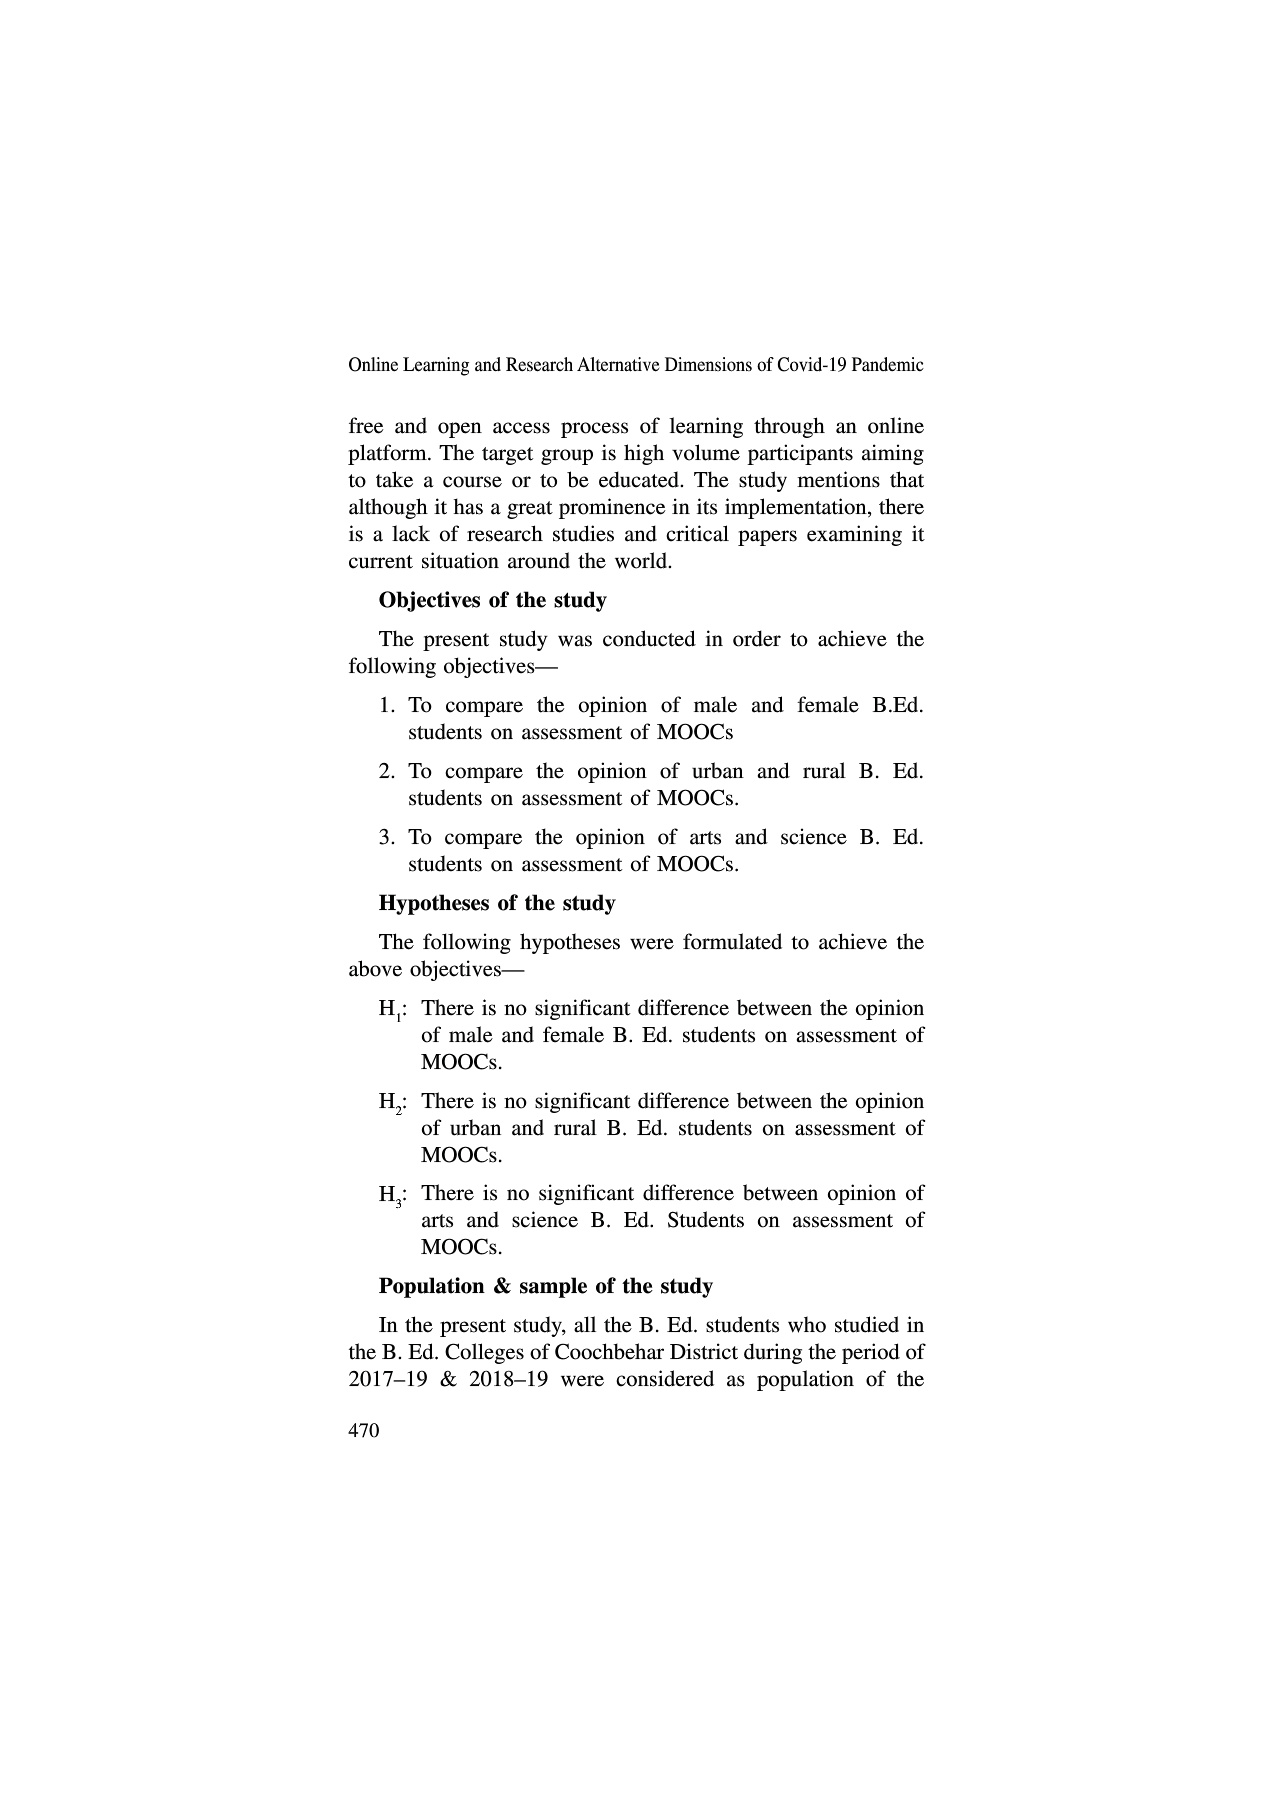 Online Learning and Research Alternative Dimensions of Covid-19 Pandemic
free and open access process of learning through an online
platform. The target group is high volume participants aiming
to take a course or to be educated. The study mentions that
although it has a great prominence in its implementation, there
is a lack of research studies and critical papers examining it
current situation around the world.
Objectives of the study
The present study was conducted in order to achieve the
following objectives—
1. To compare the opinion of male and female B.Ed.
students on assessment of MOOCs
2. To compare the opinion of urban and rural B. Ed.
students on assessment of MOOCs.
3. To compare the opinion of arts and science B. Ed.
students on assessment of MOOCs.
Hypotheses of the study
The following hypotheses were formulated to achieve the
above objectives—
H₁: There is no significant difference between the opinion
of male and female B. Ed. students on assessment of
MOOCs.
H₂: There is no significant difference between the opinion
of urban and rural B. Ed. students on assessment of
MOOCs.
H₃: There is no significant difference between opinion of
arts and science B. Ed. Students on assessment of
MOOCs.
Population & sample of the study
In the present study, all the B. Ed. students who studied in
the B. Ed. Colleges of Coochbehar District during the period of
2017–19 & 2018–19 were considered as population of the
470